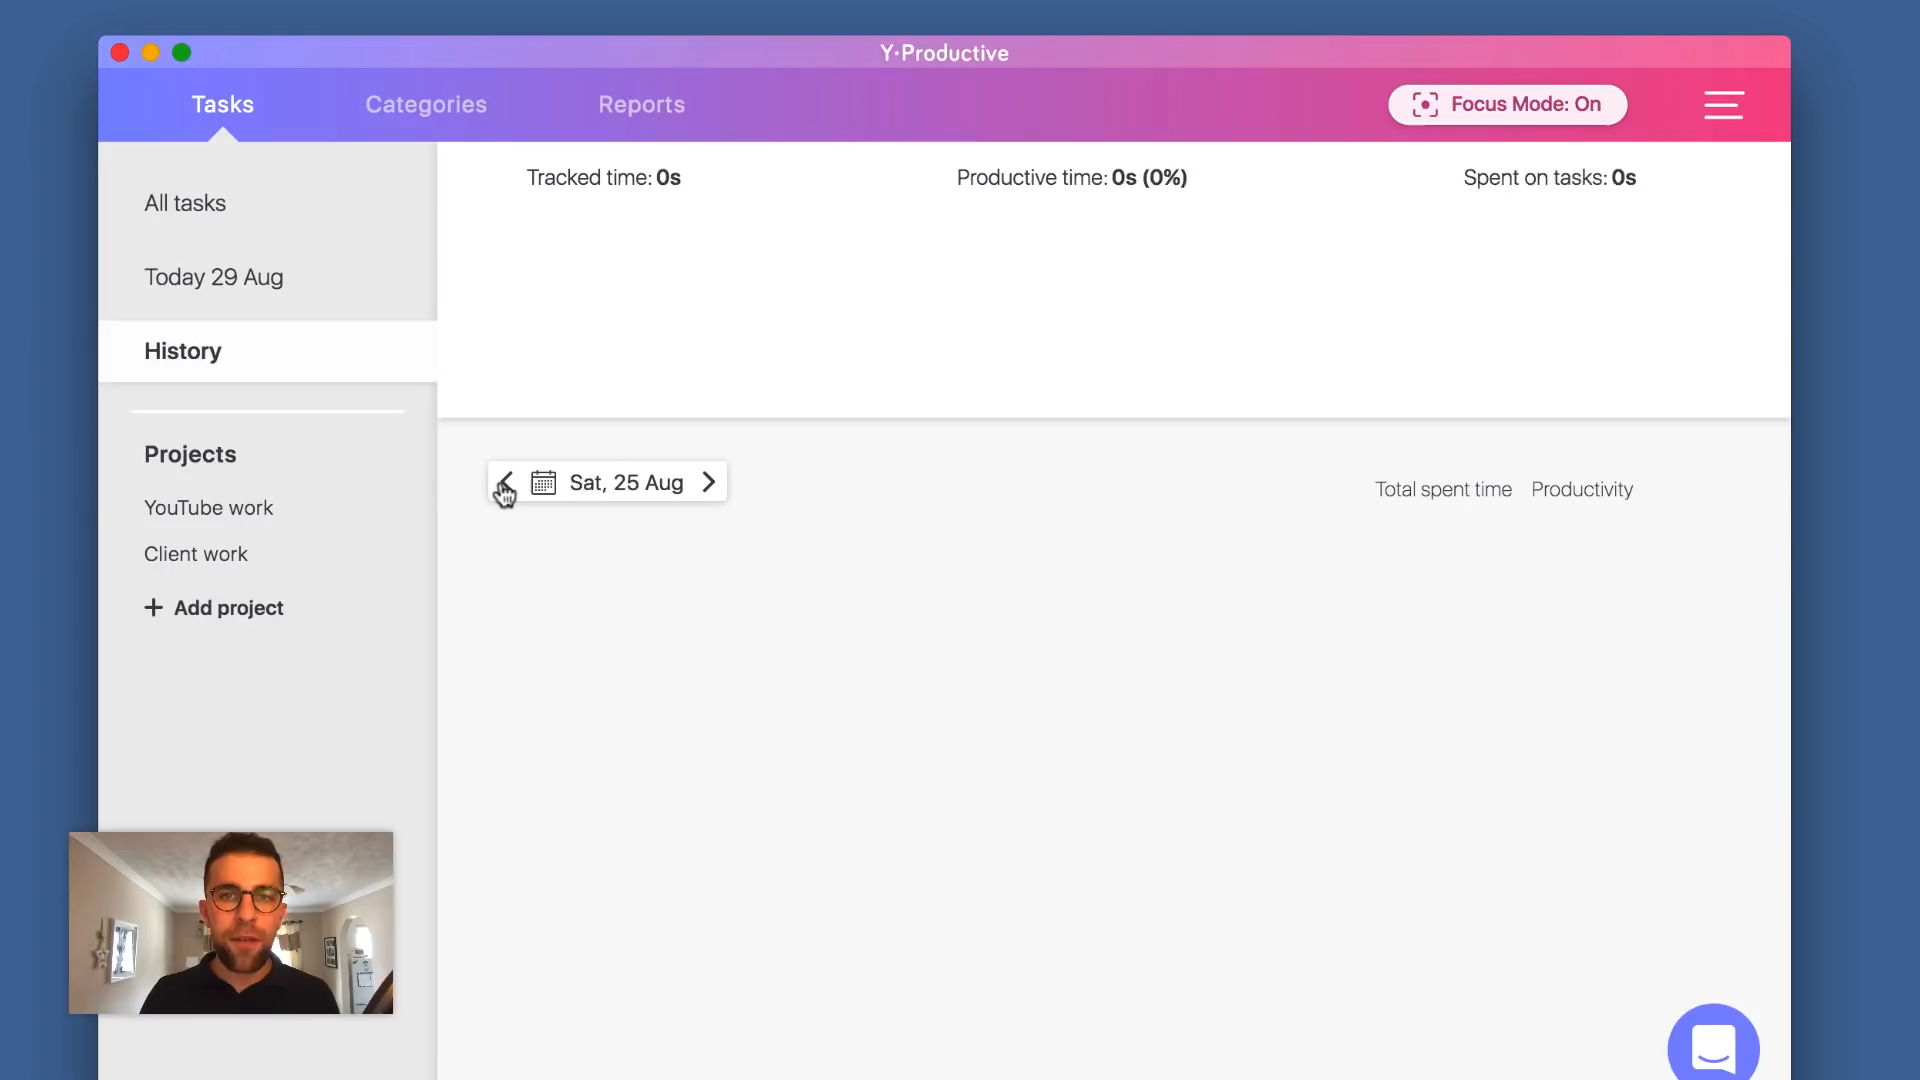 Y·Productive
Tasks
Categories
Reports
Focus Mode: On
All tasks
Today 29 Aug
History
Projects
YouTube work
Client work
+ Add project
Tracked time: 0s
Productive time: 0s (0%)
Spent on tasks: 0s
Sat, 25 Aug
Total spent time
Productivity